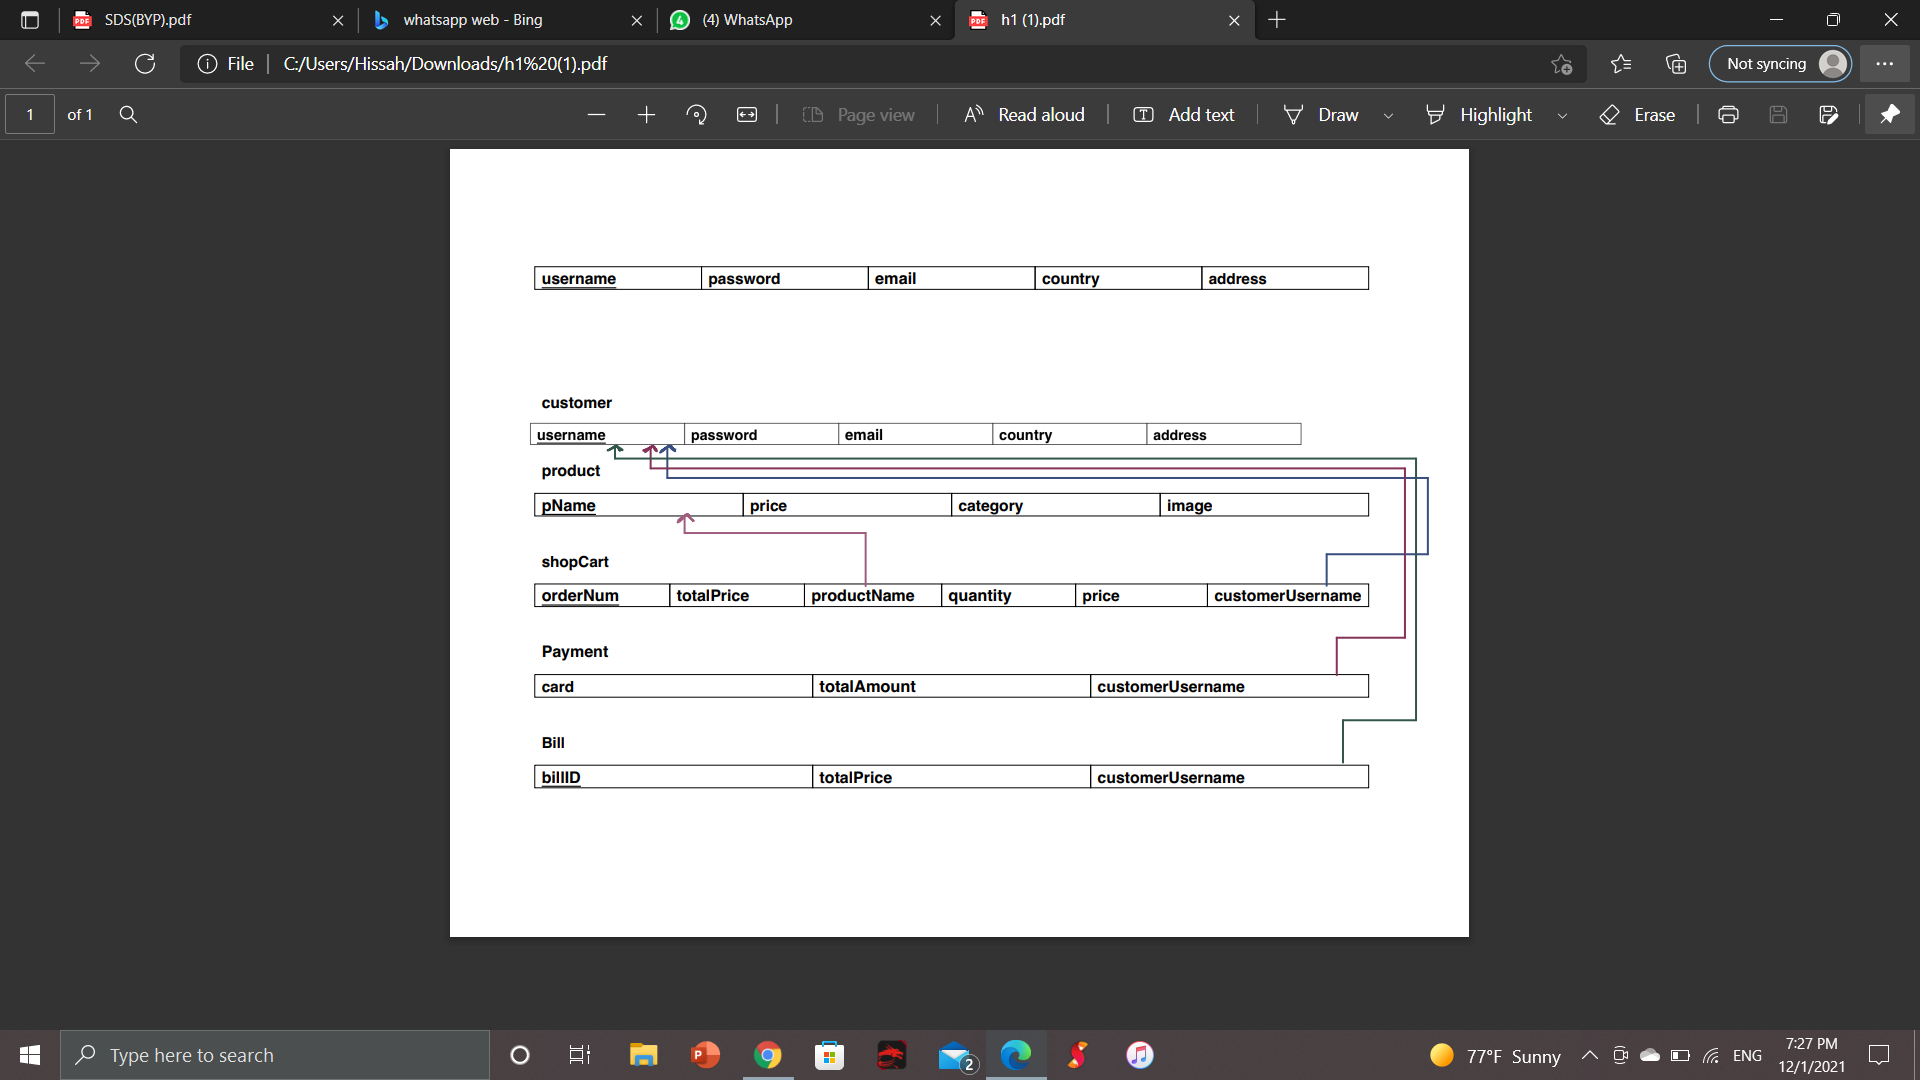 SDS(BYP).pdf
whatsapp web - Bing
(4) WhatsApp
h1 (1).pdf
File
C:/Users/Hissah/Downloads/h1%20(1).pdf
Not syncing
1 of 1
Page view
Read aloud
Add text
Draw
Highlight
Erase
username password email country address
customer
username password email country address
product
pName price category image
shopCart
orderNum totalPrice productName quantity price customerUsername
Payment
card totalAmount customerUsername
Bill
billID totalPrice customerUsername
Type here to search
2
77°F Sunny
ENG
7:27 PM
12/1/2021